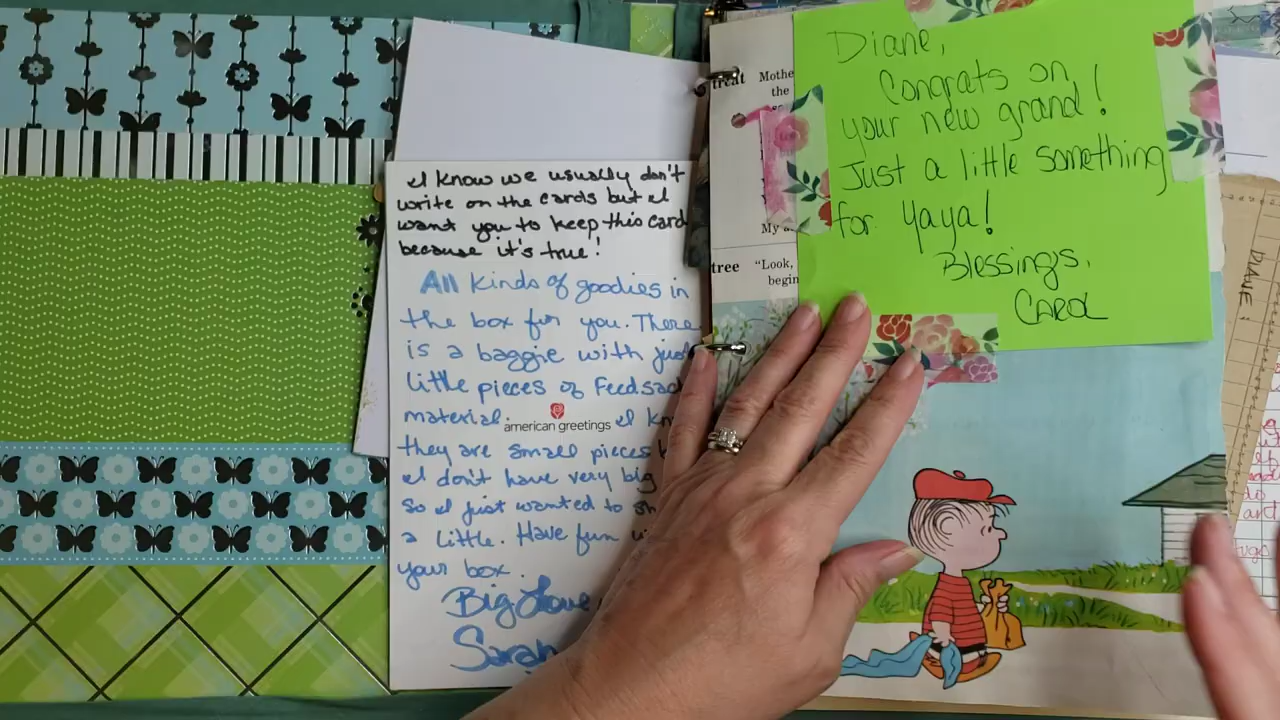 I know we usually don't
write on the cards but I
want you to keep this card
because it's true!
All kinds of goodies in
the box for you. There
is a baggie with just
little pieces of Feedsac
material. I kn
american greetings
they are small pieces b
I don't have very big
so I just wanted to sh
a little. Have fun
your box.
Big Love,
Sarah
treat Mothe
the
My a
tree "Look,
begin
Diane,
Congrats on
your new grand!
Just a little something
for Yaya!
Blessings,
CAROL
DIANE